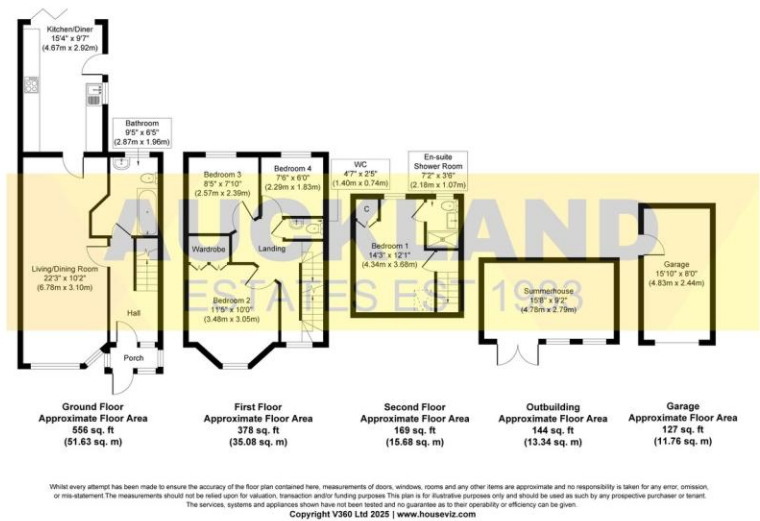 Kitchen/Diner
15'4" x 9'7"
(4.67m x 2.92m)
Bathroom
9'5" x 6'5"
(2.87m x 1.96m)
Living/Dining Room
22'3" x 10'2"
(6.78m x 3.10m)
Hall
Porch
Bedroom 3
8'5" x 7'10"
(2.57m x 2.39m)
Bedroom 4
7'6" x 6'0"
(2.29m x 1.83m)
Wardrobe
Landing
Bedroom 2
11'5" x 10'0"
(3.48m x 3.05m)
WC
4'7" x 2'5"
(1.40m x 0.74m)
En-suite
Shower Room
7'2" x 3'6"
(2.18m x 1.07m)
C
Bedroom 1
14'3" x 12'1"
(4.34m x 3.68m)
Summerhouse
15'8" x 9'2"
(4.78m x 2.79m)
Garage
15'10" x 8'0"
(4.83m x 2.44m)
AUCKLAND
ESTATES EST 1983
Ground Floor
Approximate Floor Area
556 sq. ft
(51.63 sq. m)
First Floor
Approximate Floor Area
378 sq. ft
(35.08 sq. m)
Second Floor
Approximate Floor Area
169 sq. ft
(15.68 sq. m)
Outbuilding
Approximate Floor Area
144 sq. ft
(13.34 sq. m)
Garage
Approximate Floor Area
127 sq. ft
(11.76 sq. m)
Whilst every attempt has been made to ensure the accuracy of the floor plan contained here, measurements of doors, windows, rooms and any other items are approximate and no responsibility is taken for any error, omission,
or mis-statement.The measurements should not be relied upon for valuation, transaction and/or funding purposes This plan is for illustrative purposes only and should be used as such by any prospective purchaser or tenant.
The services, systems and appliances shown have not been tested and no guarantee as to their operability or efficiency can be given.
Copyright V360 Ltd 2025 | www.houseviz.com